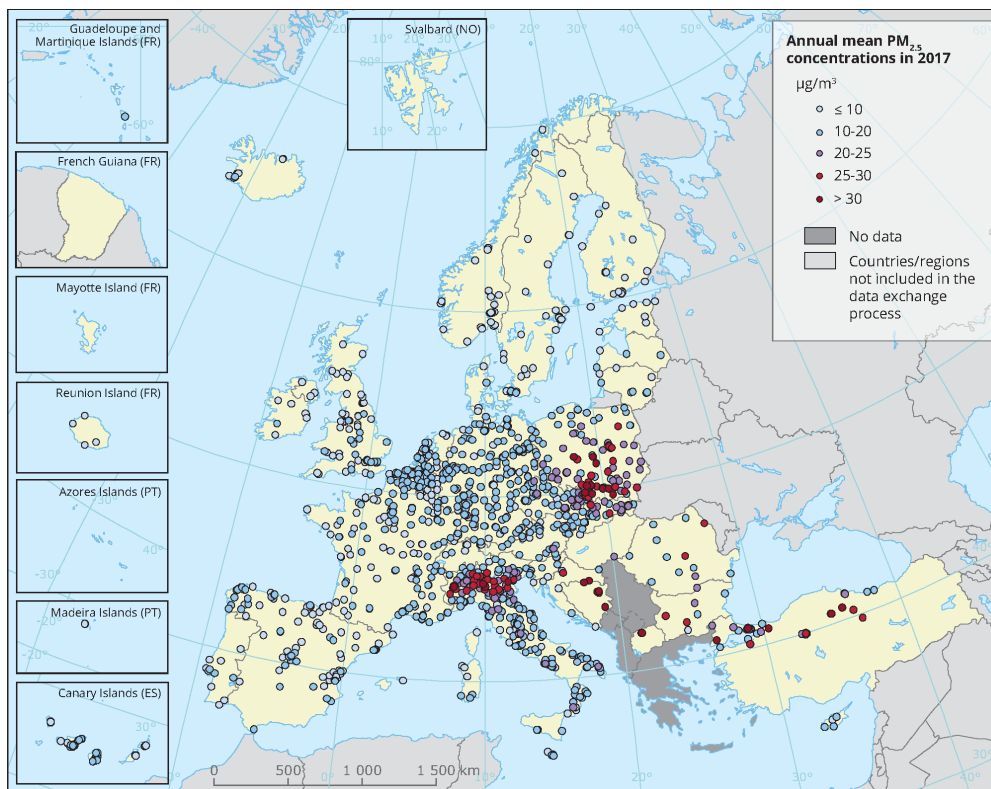 Guadeloupe and
Martinique Islands (FR)
-60°
French Guiana (FR)
Mayotte Island (FR)
Reunion Island (FR)
Azores Islands (PT)
Madeira Islands (PT)
Canary Islands (ES)
30°
Svalbard (NO)
10°
20°
30°
80°
10°
20°
Annual mean PM2.5
concentrations in 2017
µg/m³
≤ 10
10-20
20-25
25-30
> 30
No data
Countries/regions
not included in the
data exchange
process
-40°
40°
-30°
-20°
0°
10°
20°
30°
0
500
1 000
1 500 km